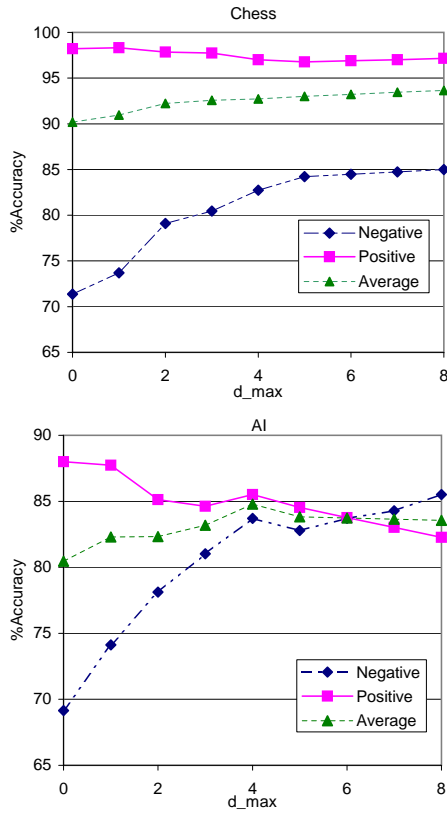 Chess
100
95
90
85
80
75
70
65
%Accuracy
Negative
Positive
Average
0 2 4 6 8
d_max
AI
90
85
80
75
70
65
%Accuracy
Negative
Positive
Average
0 2 4 6 8
d_max